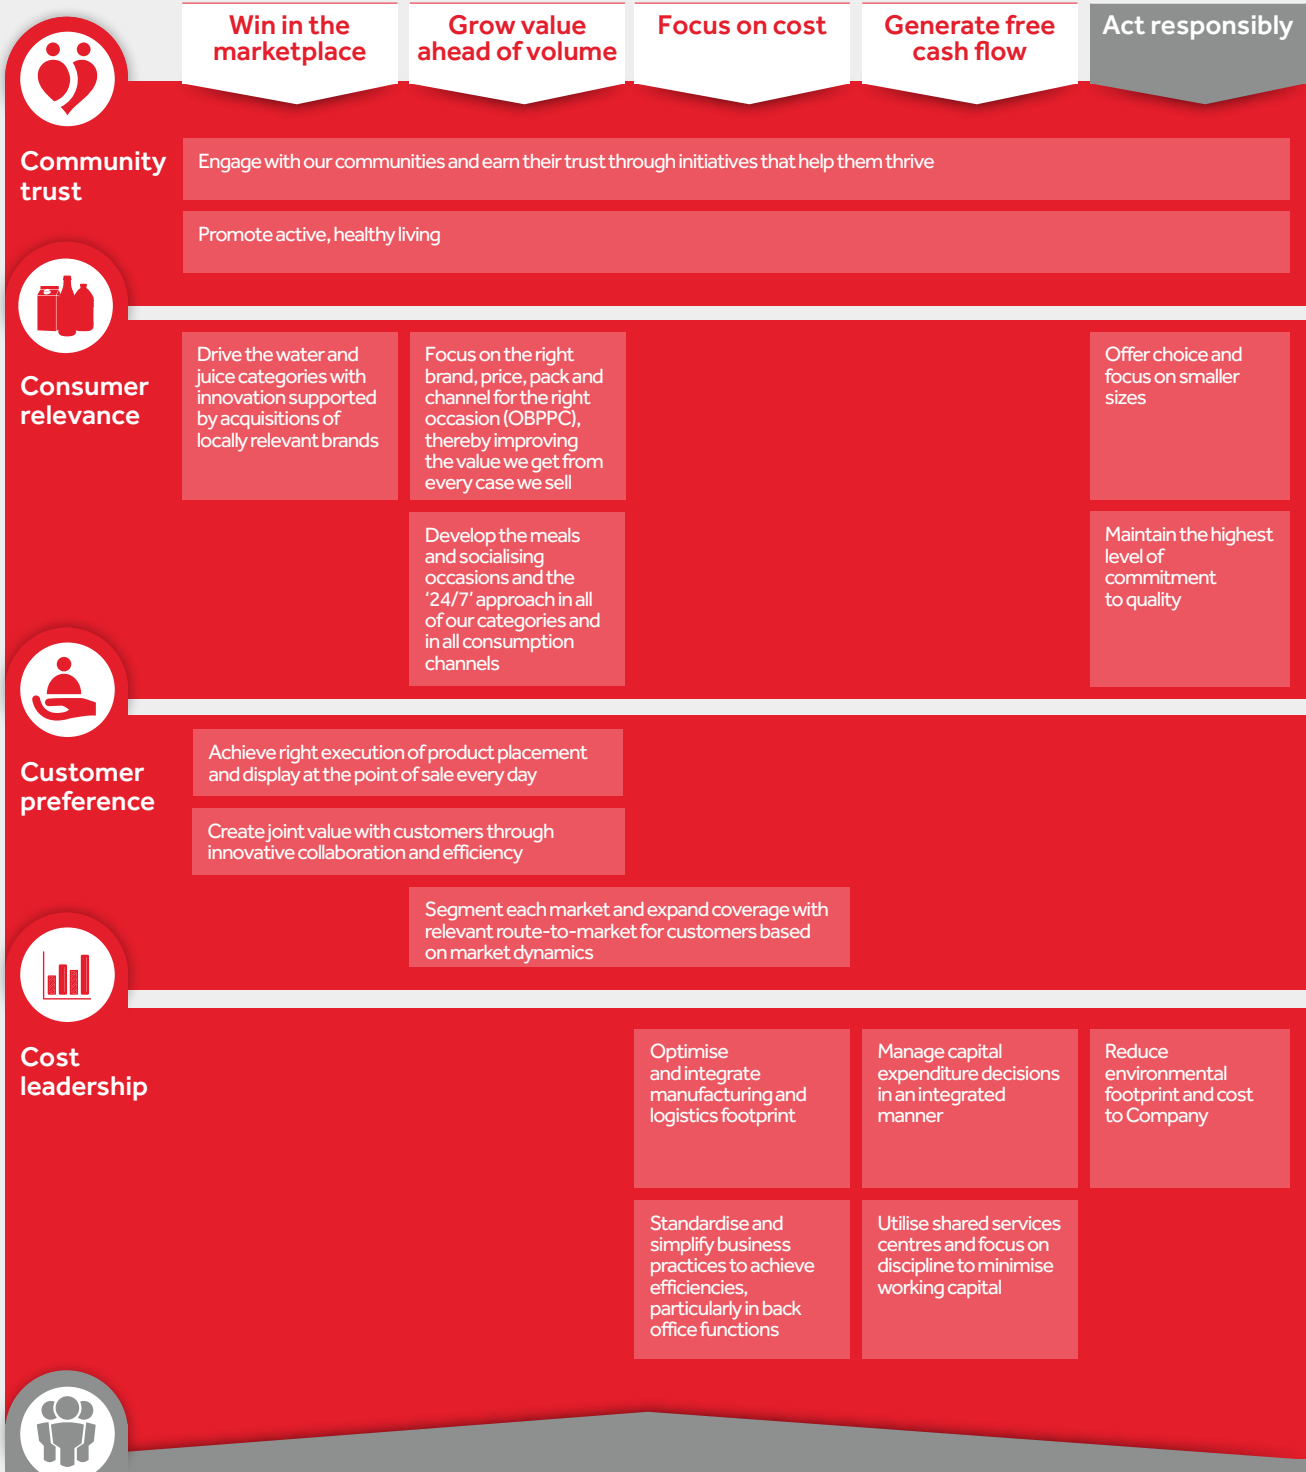 Win in the
marketplace
Grow value
ahead of volume
Focus on cost
Generate free
cash flow
Act responsibly
Community
trust
Engage with our communities and earn their trust through initiatives that help them thrive
Promote active, healthy living
Consumer
relevance
Drive the water and
juice categories with
innovation supported
by acquisitions of
locally relevant brands
Focus on the right
brand, price, pack and
channel for the right
occasion (OBPPC),
thereby improving
the value we get from
every case we sell
Offer choice and
focus on smaller
sizes
Develop the meals
and socialising
occasions and the
‘24/7’ approach in all
of our categories and
in all consumption
channels
Maintain the highest
level of
commitment
to quality
Customer
preference
Achieve right execution of product placement
and display at the point of sale every day
Create joint value with customers through
innovative collaboration and efficiency
Segment each market and expand coverage with
relevant route-to-market for customers based
on market dynamics
Cost
leadership
Optimise
and integrate
manufacturing and
logistics footprint
Manage capital
expenditure decisions
in an integrated
manner
Reduce
environmental
footprint and cost
to Company
Standardise and
simplify business
practices to achieve
efficiencies,
particularly in back
office functions
Utilise shared services
centres and focus on
discipline to minimise
working capital